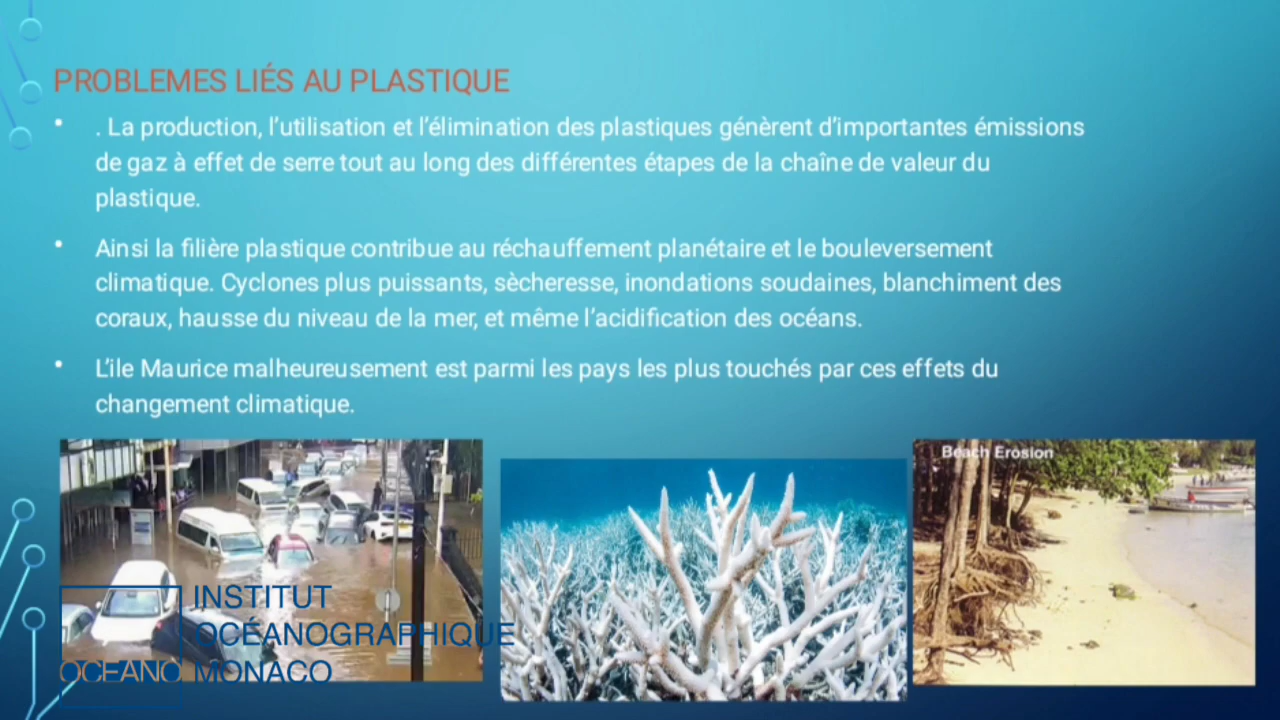 PROBLEMES LIÉS AU PLASTIQUE
• . La production, l’utilisation et l’élimination des plastiques génèrent d’importantes émissions
de gaz à effet de serre tout au long des différentes étapes de la chaîne de valeur du
plastique.
• Ainsi la filière plastique contribue au réchauffement planétaire et le bouleversement
climatique. Cyclones plus puissants, sècheresse, inondations soudaines, blanchiment des
coraux, hausse du niveau de la mer, et même l’acidification des océans.
• L’ile Maurice malheureusement est parmi les pays les plus touchés par ces effets du
changement climatique.
Beach Erosion
INSTITUT
OCÉANOGRAPHIQUE
OCEANO MONACO